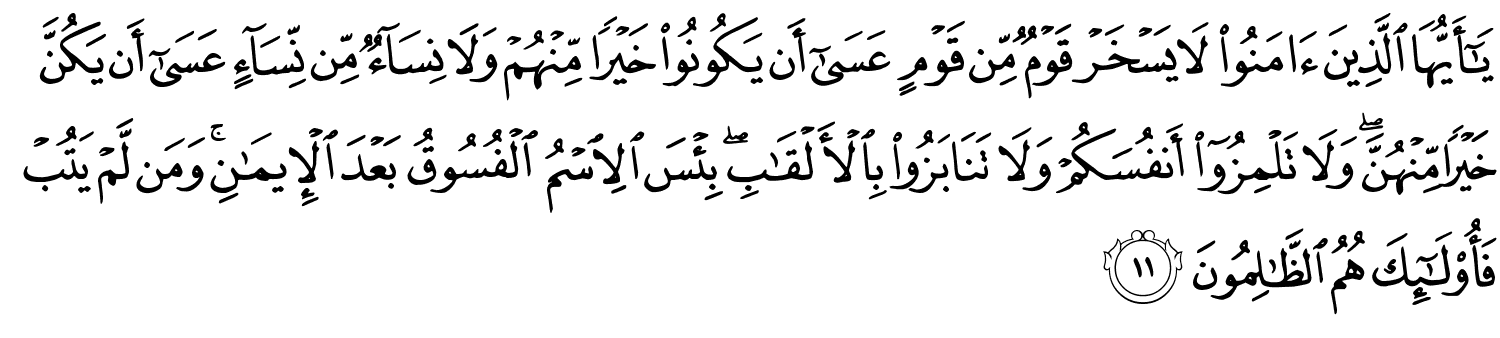 يَـٰٓأَيُّهَا ٱلَّذِينَ ءَامَنُوا۟ لَا يَسْخَرْ قَوْمٌ مِّن قَوْمٍ عَسَىٰٓ أَن يَكُونُوا۟ خَيْرًا مِّنْهُمْ وَلَا نِسَآءٌ مِّن نِّسَآءٍ عَسَىٰٓ أَن يَكُنَّ
خَيْرًا مِّنْهُنَّ ۖ وَلَا تَلْمِزُوٓا۟ أَنفُسَكُمْ وَلَا تَنَابَزُوا۟ بِٱلْأَلْقَـٰبِ ۖ بِئْسَ ٱلِٱسْمُ ٱلْفُسُوقُ بَعْدَ ٱلْإِيمَـٰنِ ۚ وَمَن لَّمْ يَتُبْ
فَأُو۟لَـٰٓئِكَ هُمُ ٱلظَّـٰلِمُونَ ١١